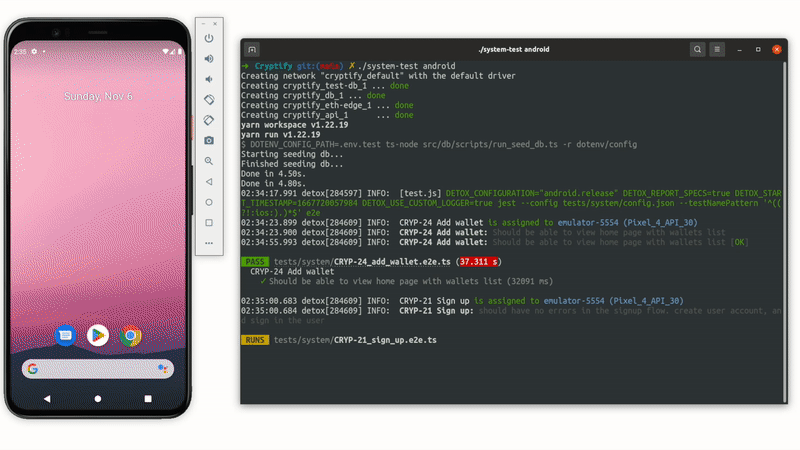 2:35
Sunday, Nov 6
./system-test android
→ Cryptify git:(main) ✗ ./system-test android
Creating network "cryptify_default" with the default driver
Creating cryptify_test-db_1 ... done
Creating cryptify_db_1 ... done
Creating cryptify_eth-edge_1 ... done
Creating cryptify_api_1 ... done
yarn workspace v1.22.19
yarn run v1.22.19
$ DOTENV_CONFIG_PATH=.env.test ts-node src/db/scripts/run_seed_db.ts -r dotenv/config
Starting seeding db...
Finished seeding db...
Done in 4.50s.
Done in 4.80s.
02:34:17.991 detox[284597] INFO: [test.js] DETOX_CONFIGURATION="android.release" DETOX_REPORT_SPECS=true DETOX_STAR
T_TIMESTAMP=1667720057984 DETOX_USE_CUSTOM_LOGGER=true jest --config tests/system/config.json --testNamePattern '^((
?!:ios:).)*$' e2e
02:34:23.899 detox[284609] INFO: CRYP-24 Add wallet is assigned to emulator-5554 (Pixel_4_API_30)
02:34:23.900 detox[284609] INFO: CRYP-24 Add wallet: Should be able to view home page with wallets list
02:34:55.993 detox[284609] INFO: CRYP-24 Add wallet: Should be able to view home page with wallets list [OK]
PASS tests/system/CRYP-24_add_wallet.e2e.ts (37.311 s)
CRYP-24 Add wallet
✓ Should be able to view home page with wallets list (32091 ms)
02:35:00.683 detox[284609] INFO: CRYP-21 Sign up is assigned to emulator-5554 (Pixel_4_API_30)
02:35:00.684 detox[284609] INFO: CRYP-21 Sign up: should have no errors in the signup flow. create user account, an
d sign in the user
RUNS tests/system/CRYP-21_sign_up.e2e.ts